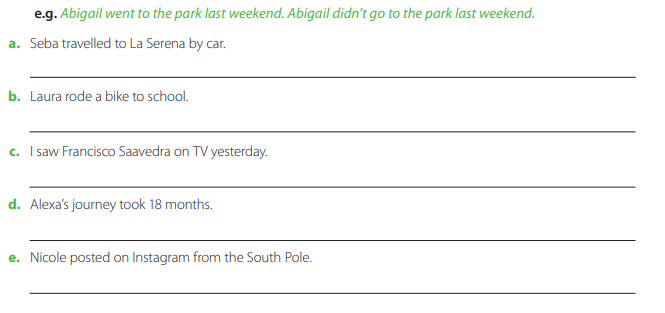 e.g. Abigail went to the park last weekend. Abigail didn't go to the park last weekend.
a. Seba travelled to La Serena by car.
b. Laura rode a bike to school.
c. I saw Francisco Saavedra on TV yesterday.
d. Alexa's journey took 18 months.
e. Nicole posted on Instagram from the South Pole.